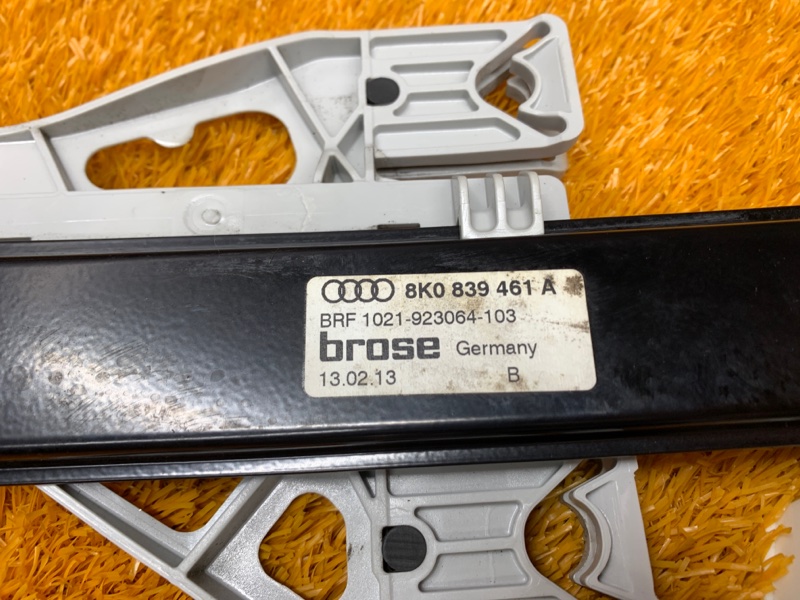 8K0 839 461 A
BRF 1021-923064-103
brose Germany
13.02.13 B